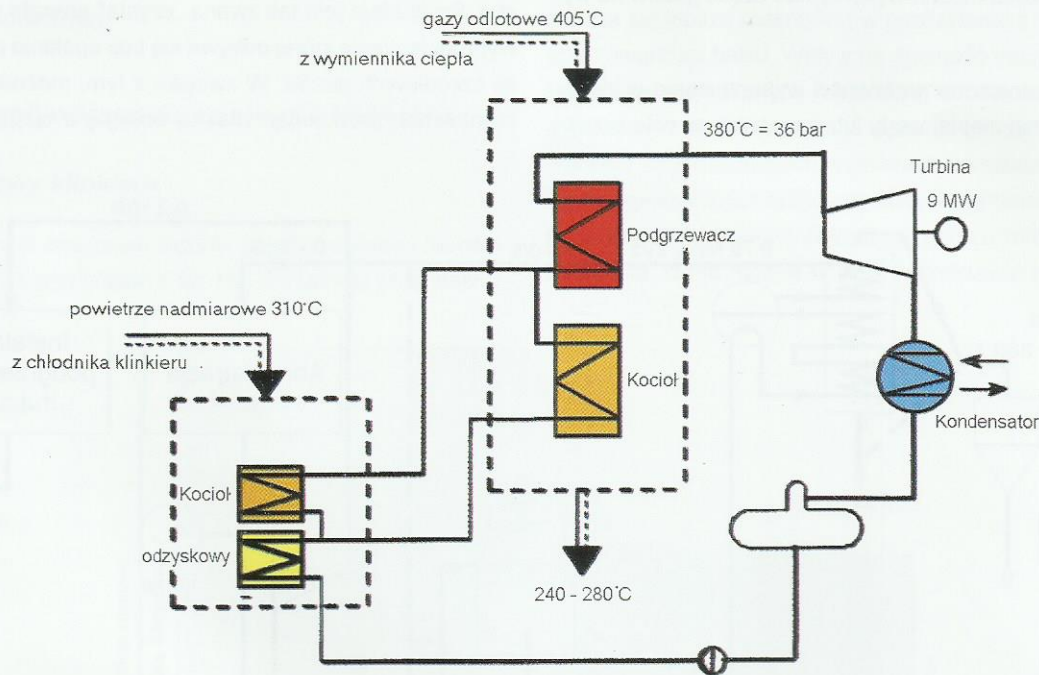 gazy odlotowe 405°C
z wymiennika ciepła
380°C = 36 bar
Turbina
9 MW
Podgrzewacz
powietrze nadmiarowe 310°C
z chłodnika klinkieru
Kocioł
Kondensator
Kocioł
odzyskowy
240 - 280°C